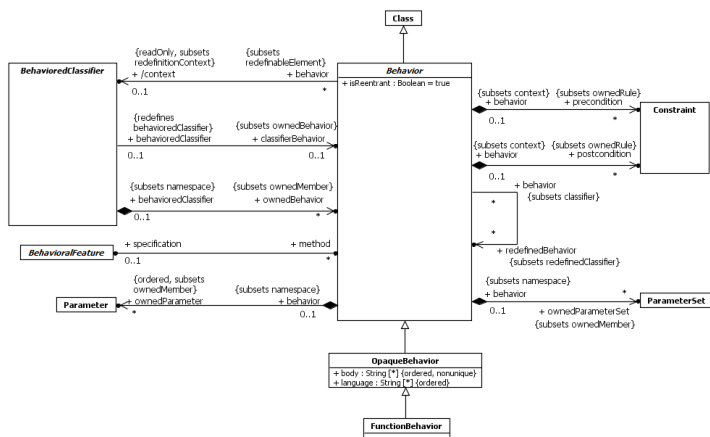 Class
BehavioredClassifier
{readOnly, subsets
redefinitionContext}
+ /context
0..1
{subsets
redefinableElement}
+ behavior
*
Behavior
+ isReentrant : Boolean = true
{subsets context}
+ behavior
0..1
{subsets ownedRule}
+ precondition
*
Constraint
{redefines
behavioredClassifier}
+ behavioredClassifier
0..1
{subsets ownedBehavior}
+ classifierBehavior
0..1
{subsets context}
+ behavior
0..1
{subsets ownedRule}
+ postcondition
*
{subsets namespace}
+ behavioredClassifier
0..1
{subsets ownedMember}
+ ownedBehavior
*
+ behavior
{subsets classifier}
*
*
+ redefinedBehavior
{subsets redefinedClassifier}
BehavioralFeature
+ specification
0..1
+ method
*
Parameter
{ordered, subsets
ownedMember}
+ ownedParameter
*
{subsets namespace}
+ behavior
0..1
{subsets namespace}
+ behavior
0..1
*
+ ownedParameterSet
{subsets ownedMember}
ParameterSet
OpaqueBehavior
+ body : String [*] {ordered, nonunique}
+ language : String [*] {ordered}
FunctionBehavior